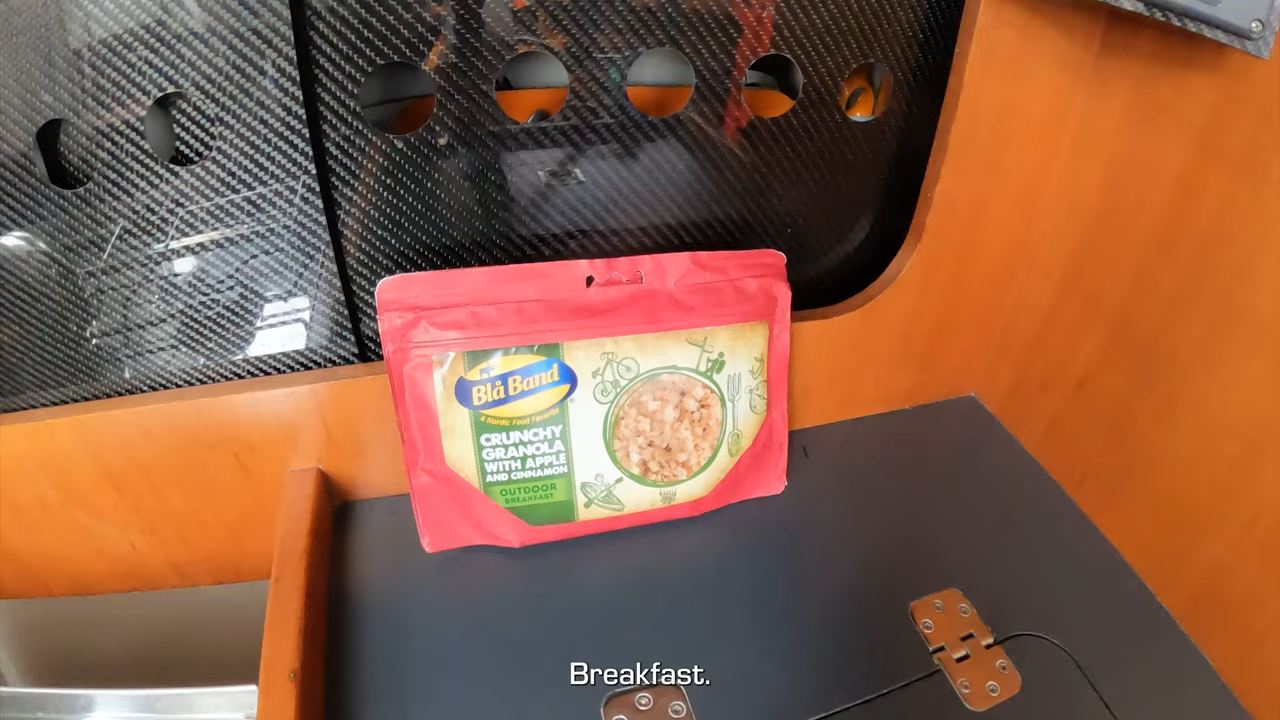 Blå Band
A Nordic Food Favorite
CRUNCHY
GRANOLA
WITH APPLE
AND CINNAMON
OUTDOOR
BREAKFAST
Breakfast.